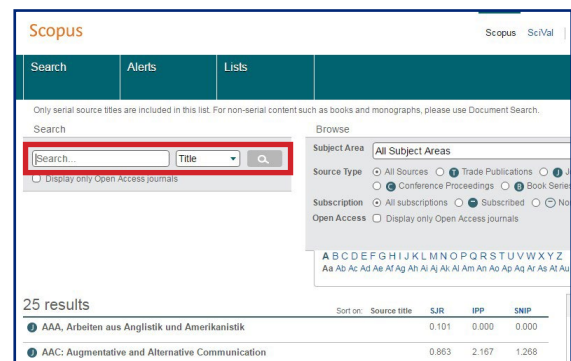 Scopus
Scopus SciVal
Search Alerts Lists
Only serial source titles are included in this list. For non-serial content such as books and monographs, please use Document Search.
Search
Search...
Title
Display only Open Access journals
Browse
Subject Area All Subject Areas
Source Type All Sources T Trade Publications J
C Conference Proceedings B Book Series
Subscription All subscriptions Subscribed
Open Access Display only Open Access journals
A B C D E F G H I J K L M N O P Q R S T U V W X Y Z
Aa Ab Ac Ad Ae Af Ag Ah Ai Aj Ak Al Am An Ao Ap Aq Ar As At Au
25 results
Sort on: Source title SJR IPP SNIP
J AAA, Arbeiten aus Anglistik und Amerikanistik 0.101 0.000 0.000
J AAC: Augmentative and Alternative Communication 0.863 2.167 1.268